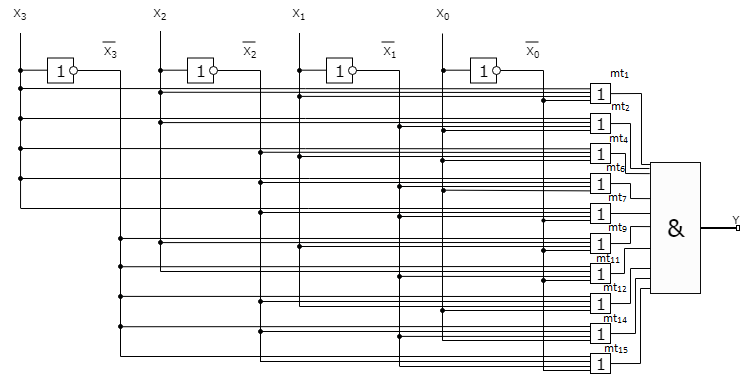 X₃ X₂ X₁ X₀
X̅₃ X̅₂ X̅₁ X̅₀
1 1 1 1
mt₁
1
mt₂
1
mt₄
1
mt₆
1
mt₇
1
mt₉
1
mt₁₁
1
mt₁₂
1
mt₁₄
1
mt₁₅
1
&
Y